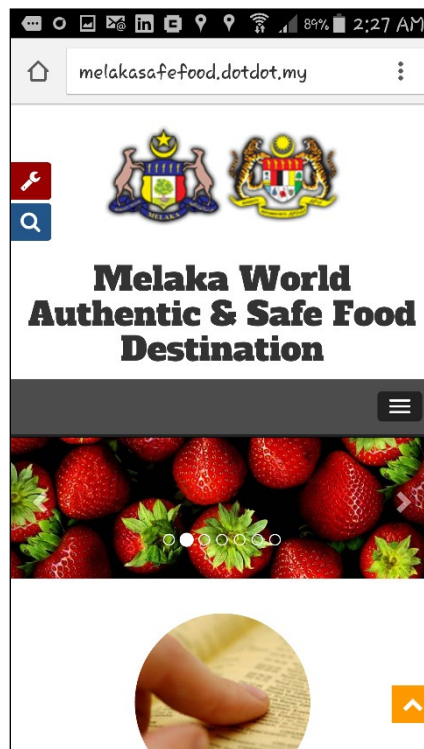 89% 2:27 AM
melakasafefood.dotdot.my
MELAKA
Melaka World
Authentic & Safe Food
Destination